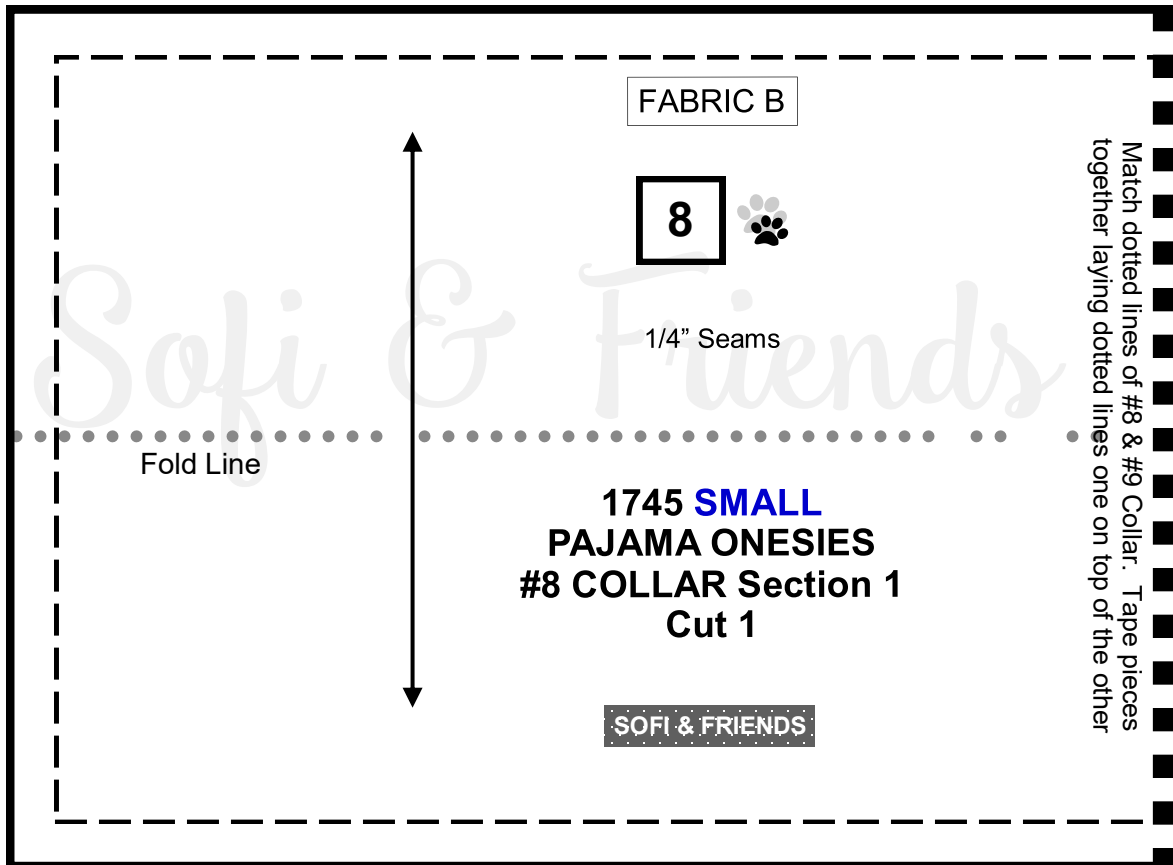 FABRIC B
8
Sofi & Friends
1/4” Seams
Fold Line
1745 SMALL
PAJAMA ONESIES
#8 COLLAR Section 1
Cut 1
SOFI & FRIENDS
Match dotted lines of #8 & #9 Collar.  Tape pieces
together laying dotted lines one on top of the other